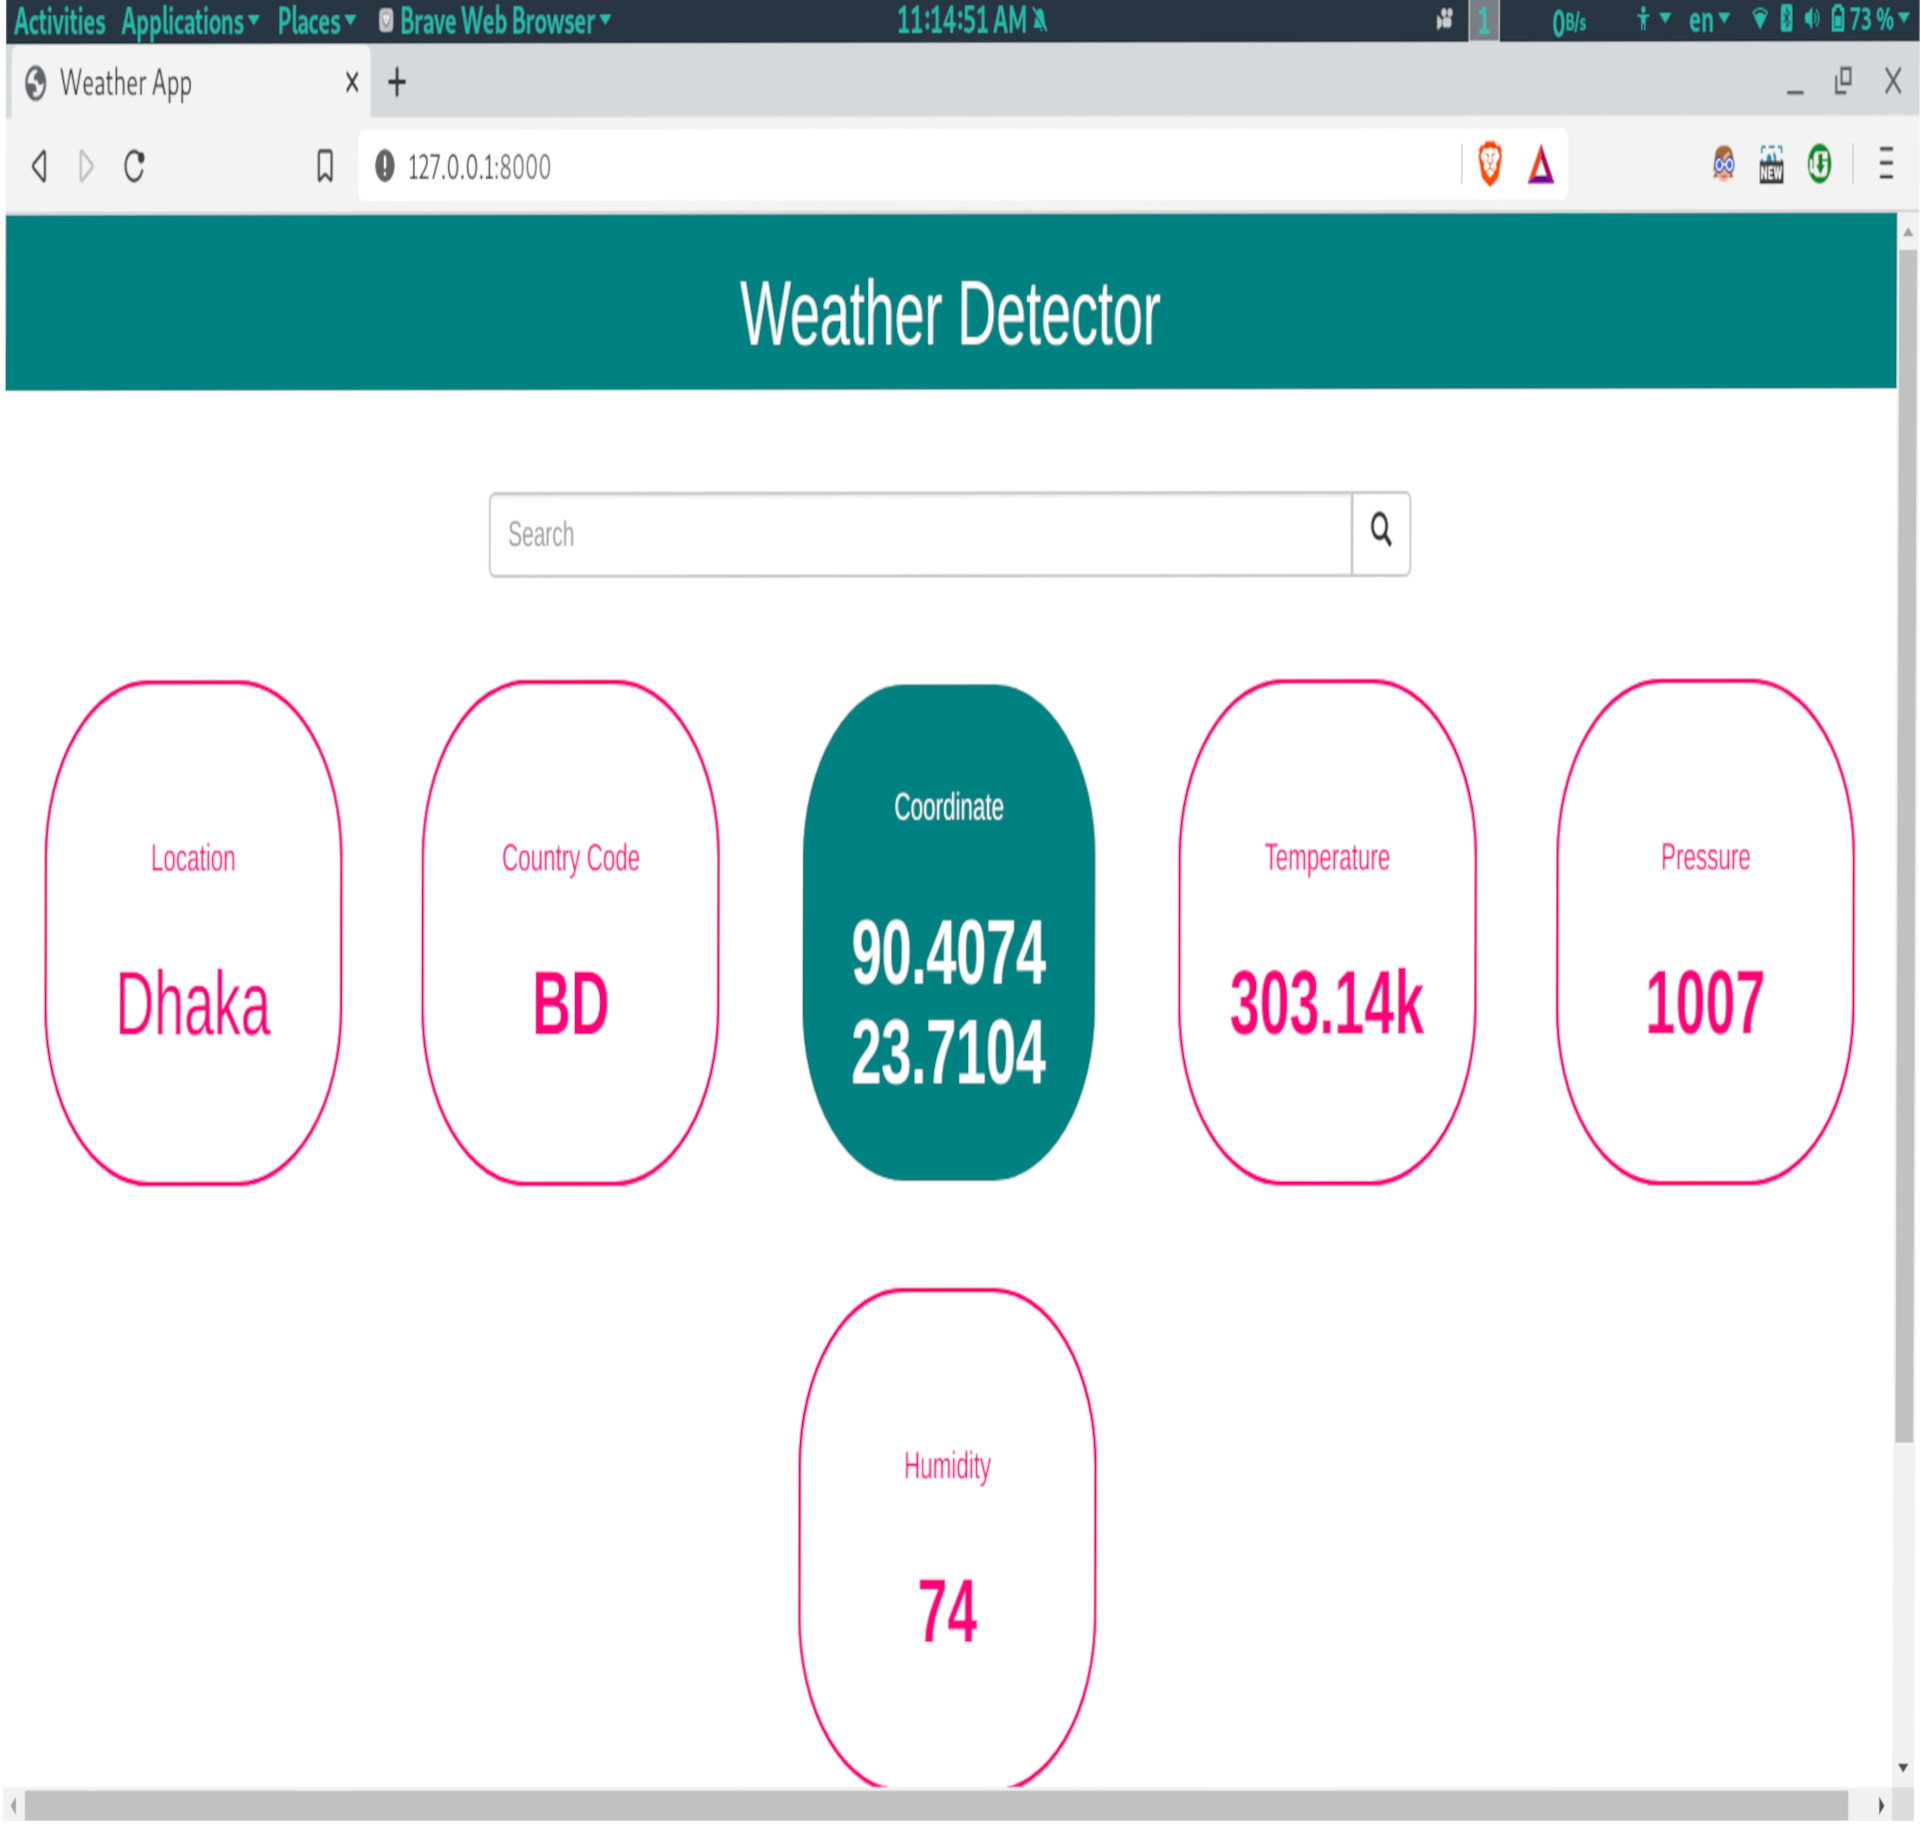 Activities Applications Places Brave Web Browser 11:14:51 AM 1 0B/s en 73 %
Weather App
127.0.0.1:8000
NEW
Weather Detector
Search
Location Country Code Coordinate Temperature Pressure
Dhaka BD 90.4074 303.14k 1007
23.7104
Humidity
74